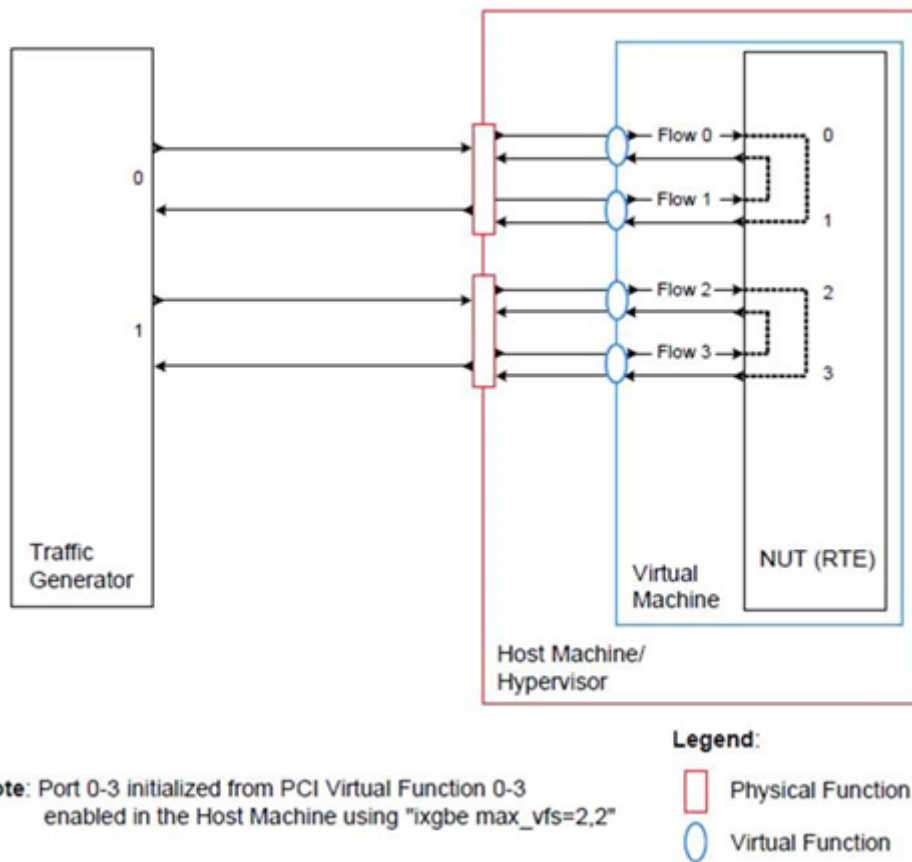 Flow 0
0
0
Flow 1
1
Flow 2
2
1
Flow 3
3
Traffic
Generator
NUT (RTE)
Virtual
Machine
Host Machine/
Hypervisor
Legend:
Physical Function
ote: Port 0-3 initialized from PCI Virtual Function 0-3
enabled in the Host Machine using "ixgbe max_vfs=2,2"
Virtual Function